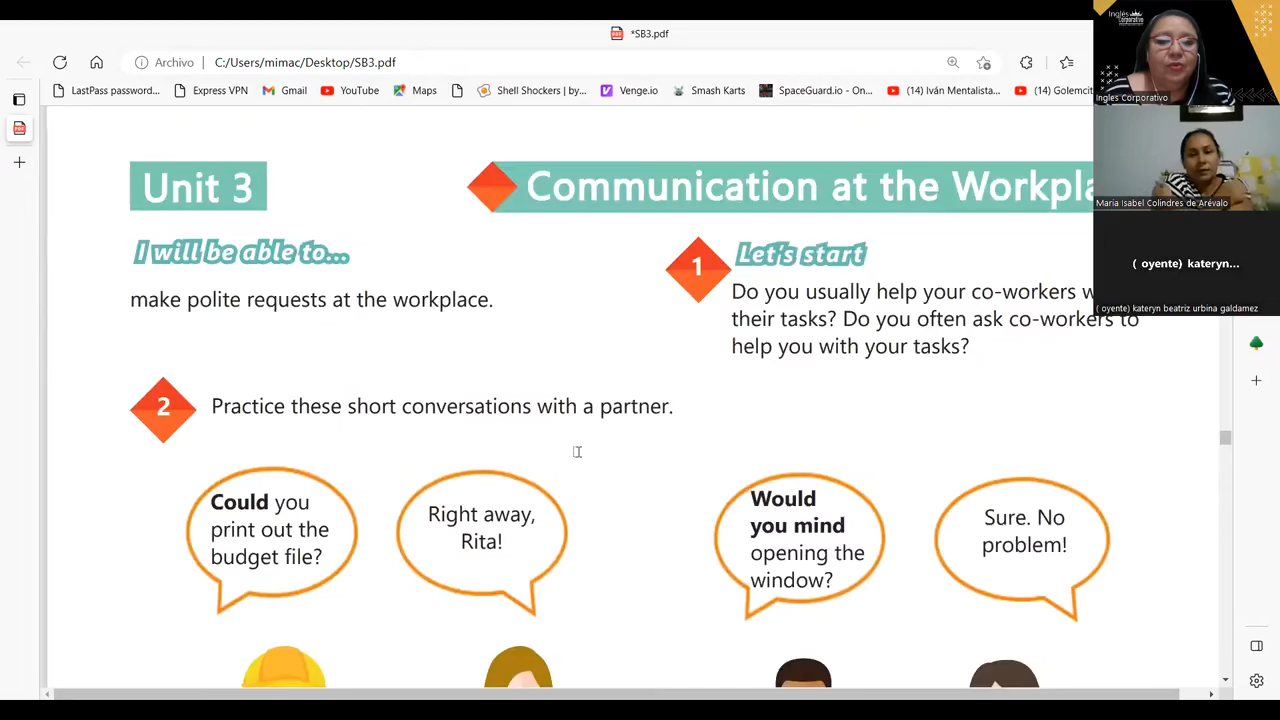 *SB3.pdf
Archivo
C:/Users/mimac/Desktop/SB3.pdf
LastPass password...
Express VPN
Gmail
YouTube
Maps
Shell Shockers | by...
Venge.io
Smash Karts
SpaceGuard.io - On...
(14) Iván Mentalista...
(14) Golemcit
Inglés
Corporativo
Ingles Corporativo
Maria Isabel Colindres de Arévalo
( oyente) kateryn...
( oyente) kateryn beatriz urbina galdamez
Unit 3
Communication at the Workpla
I will be able to...
make polite requests at the workplace.
1
Let's start
Do you usually help your co-workers w
their tasks? Do you often ask co-workers to
help you with your tasks?
2
Practice these short conversations with a partner.
Could you
print out the
budget file?
Right away,
Rita!
Would
you mind
opening the
window?
Sure. No
problem!